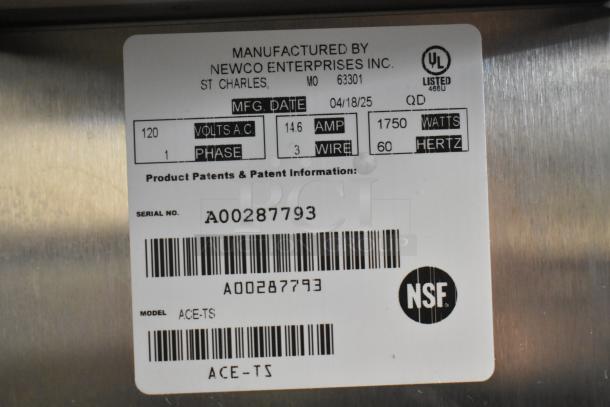 MANUFACTURED BY
NEWCO ENTERPRISES INC.
ST CHARLES, MO 63301
UL
LISTED
466U
MFG. DATE 04/18/25 QD
120 VOLTS A C 14.6 AMP 1750 WATTS
1 PHASE 3 WIRE 60 HERTZ
Product Patents & Patent Information:
SERIAL NO. A00287793
A00287793
NSF
MODEL ACE-TS
ACE-TS